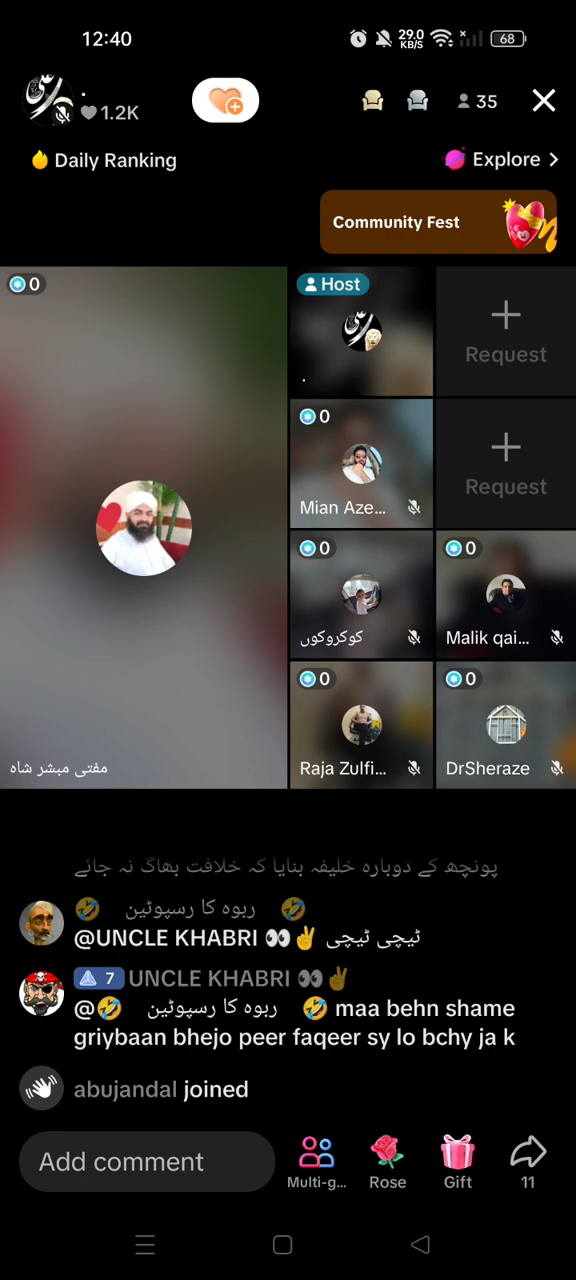 12:40
29.0
KB/S
68
.
1.2K
35
Daily Ranking
Explore >
Community Fest
0
Host
.
Request
0
Mian Aze...
Request
0
کوکروکوں
0
Malik qai...
0
Raja Zulfi...
0
DrSheraze
مفتی مبشر شاہ
پونچھ کے دوبارہ خلیفہ بنایا کہ خلافت بھاگ نہ جائے
🤣 ربوہ کا رسپوٹین 🤣
@UNCLE KHABRI 👀✌ ٹیچی ٹیچی
7 UNCLE KHABRI 👀✌
@🤣 ربوہ کا رسپوٹین 🤣 maa behn shame
griybaan bhejo peer faqeer sy lo bchy ja k
abujandal joined
Add comment
Multi-g...
Rose
Gift
11